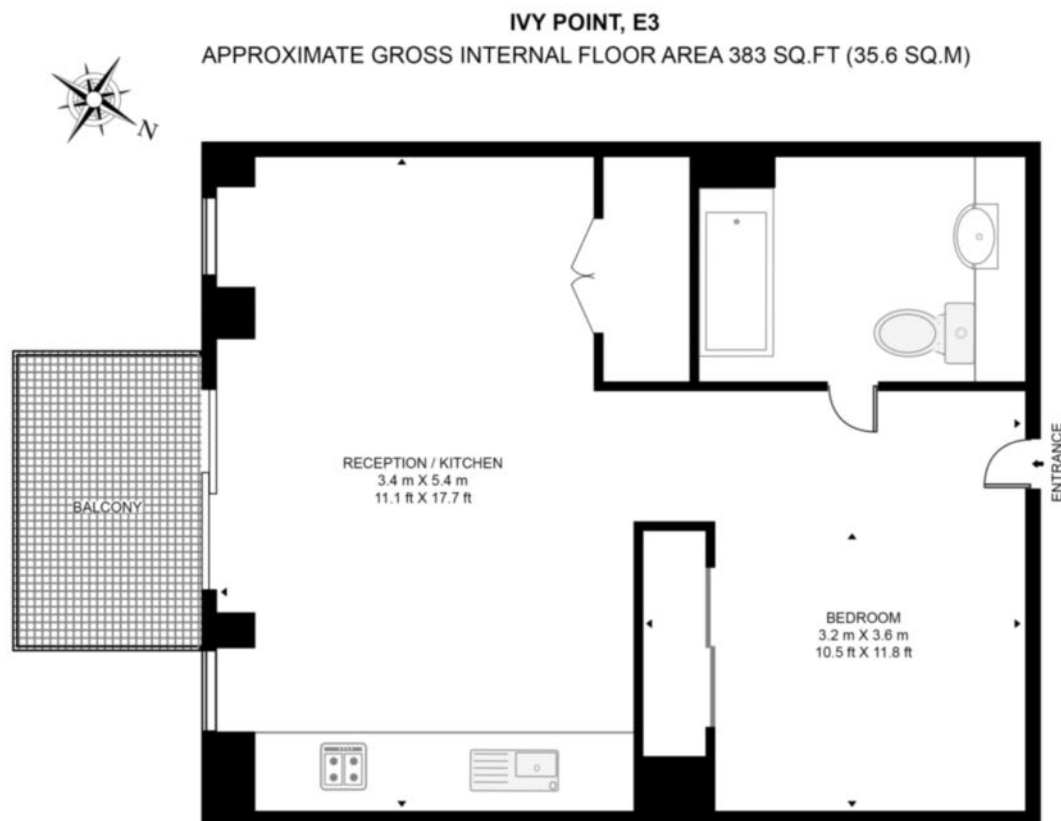 IVY POINT, E3
APPROXIMATE GROSS INTERNAL FLOOR AREA 383 SQ.FT (35.6 SQ.M)
N
RECEPTION / KITCHEN
3.4 m X 5.4 m
11.1 ft X 17.7 ft
BALCONY
ENTRANCE
BEDROOM
3.2 m X 3.6 m
10.5 ft X 11.8 ft